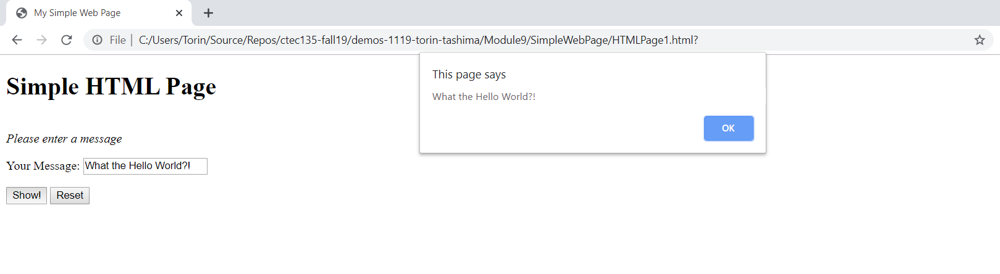 My Simple Web Page
File | C:/Users/Torin/Source/Repos/ctec135-fall19/demos-1119-torin-tashima/Module9/SimpleWebPage/HTMLPage1.html?
This page says
What the Hello World?!
OK
Simple HTML Page
Please enter a message
Your Message: What the Hello World?!
Show! Reset